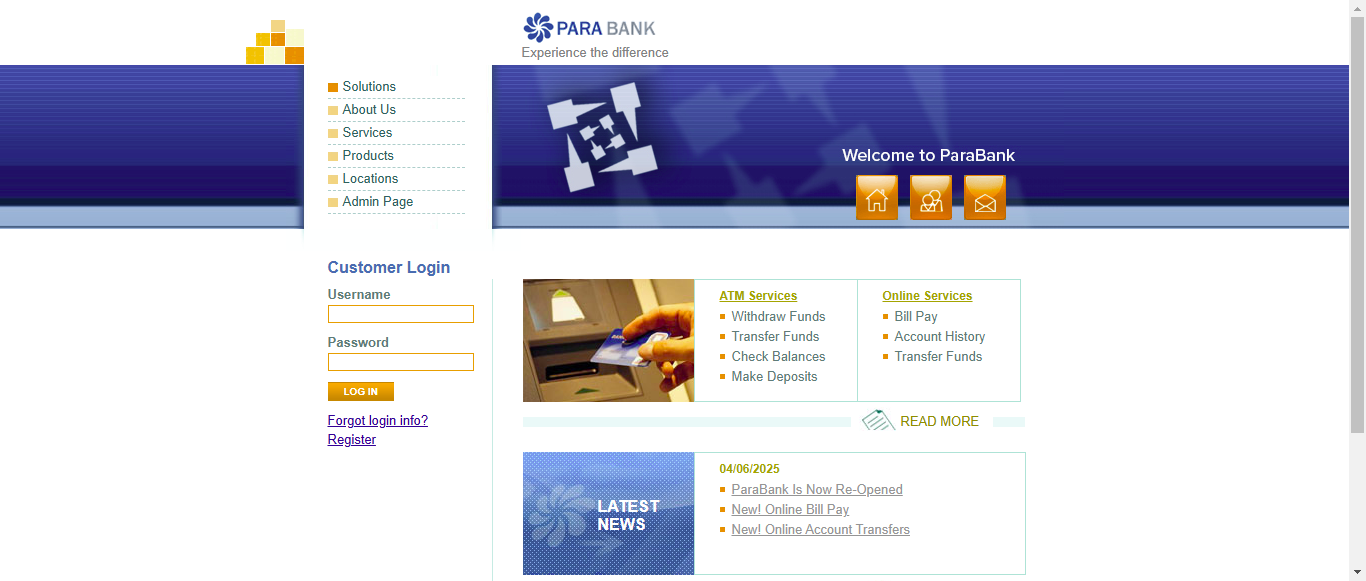 PARA BANK
Experience the difference
Solutions
About Us
Services
Products
Locations
Admin Page
Welcome to ParaBank
Customer Login
Username
Password
LOG IN
Forgot login info?
Register
ATM Services
Withdraw Funds
Transfer Funds
Check Balances
Make Deposits
Online Services
Bill Pay
Account History
Transfer Funds
READ MORE
LATEST
NEWS
04/06/2025
ParaBank Is Now Re-Opened
New! Online Bill Pay
New! Online Account Transfers